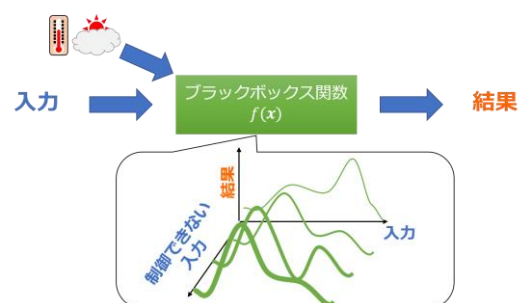 入力
ブラックボックス関数
f(x)
結果
結果
制御できない
入力
入力